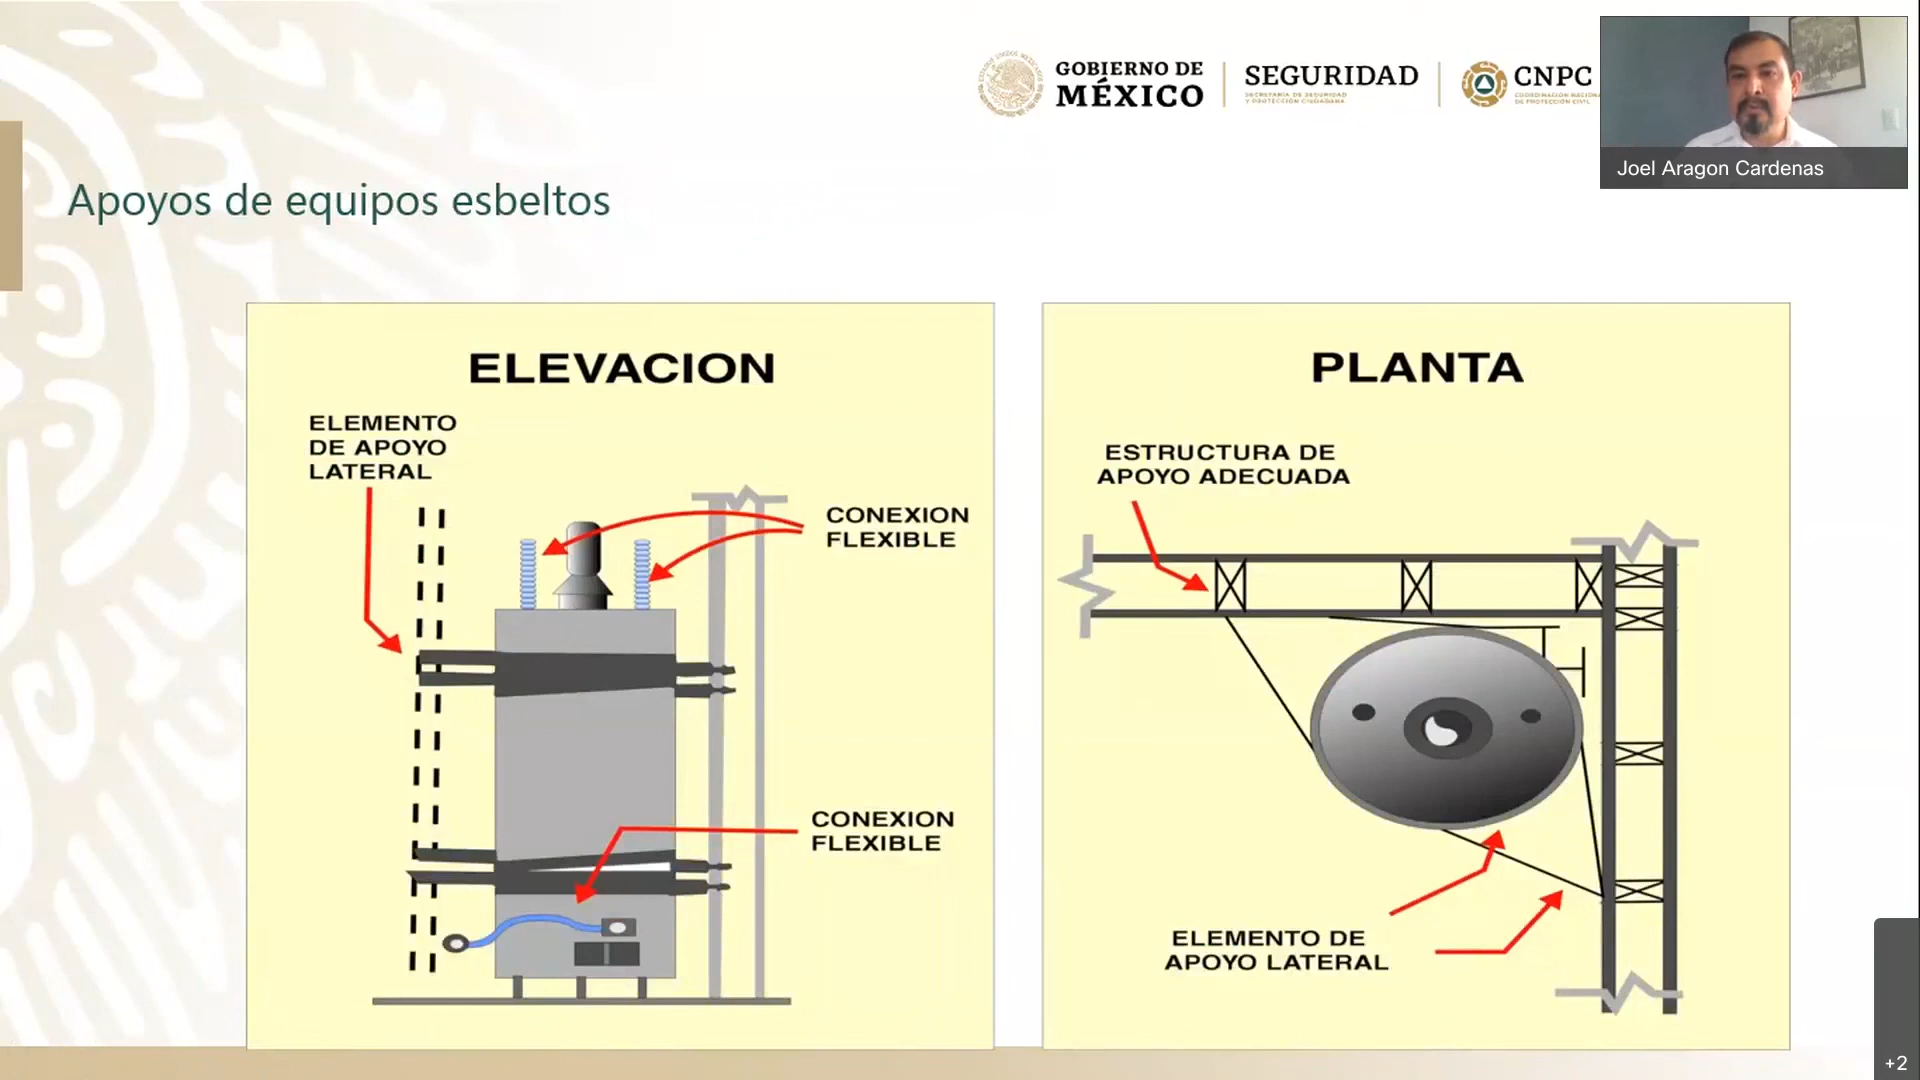 GOBIERNO DE
MÉXICO
SEGURIDAD
SECRETARÍA DE SEGURIDAD
Y PROTECCIÓN CIUDADANA
CNPC
COORDINACIÓN NACIONAL
DE PROTECCIÓN CIVIL
Joel Aragon Cardenas
Apoyos de equipos esbeltos
ELEVACION
ELEMENTO
DE APOYO
LATERAL
CONEXION
FLEXIBLE
CONEXION
FLEXIBLE
PLANTA
ESTRUCTURA DE
APOYO ADECUADA
ELEMENTO DE
APOYO LATERAL
+2